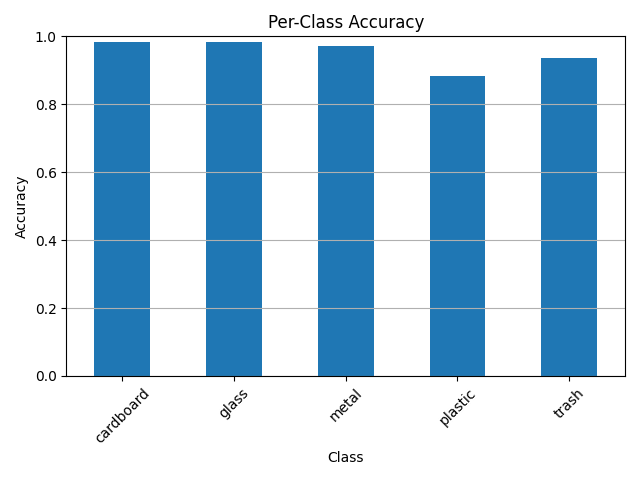 Per-Class Accuracy
1.0
0.8
0.6
0.4
0.2
0.0
Accuracy
cardboard
glass
metal
plastic
trash
Class